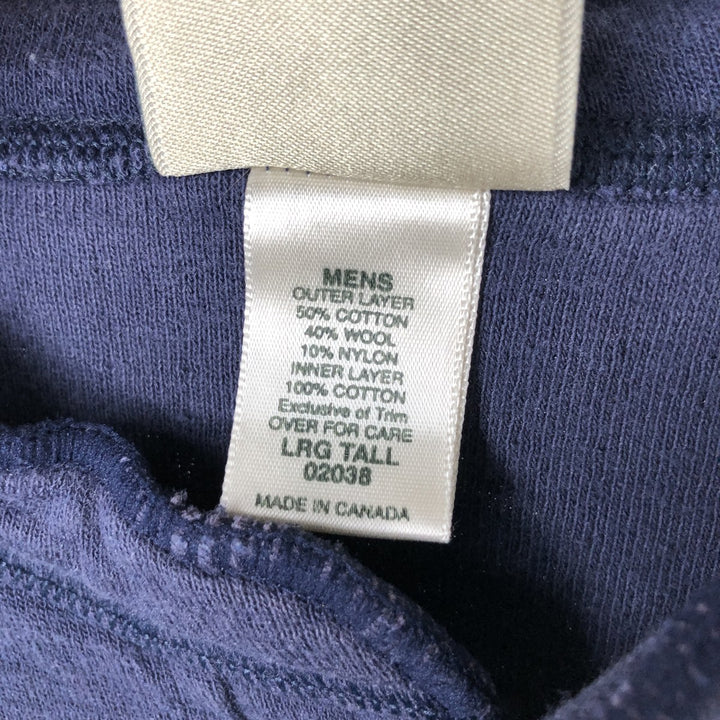 MENS
OUTER LAYER
50% COTTON
40% WOOL
10% NYLON
INNER LAYER
100% COTTON
Exclusive of Trim
OVER FOR CARE
LRG TALL
02038
MADE IN CANADA